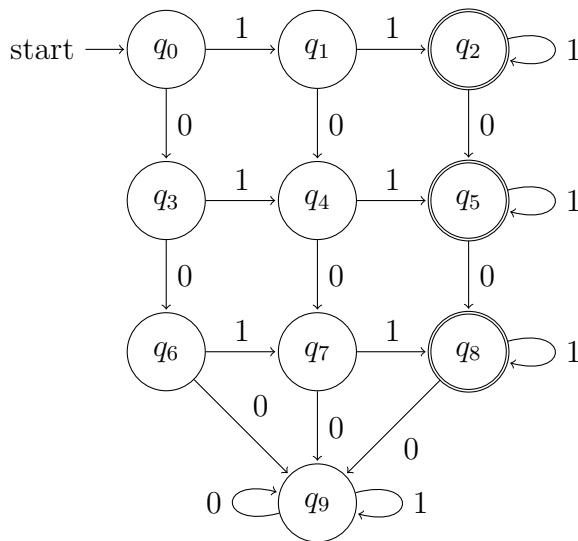 start q₀ 1 q₁ 1 q₂ 1
0 0 0
q₃ 1 q₄ 1 q₅ 1
0 0 0
q₆ 1 q₇ 1 q₈ 1
0 0 0
0 q₉ 1